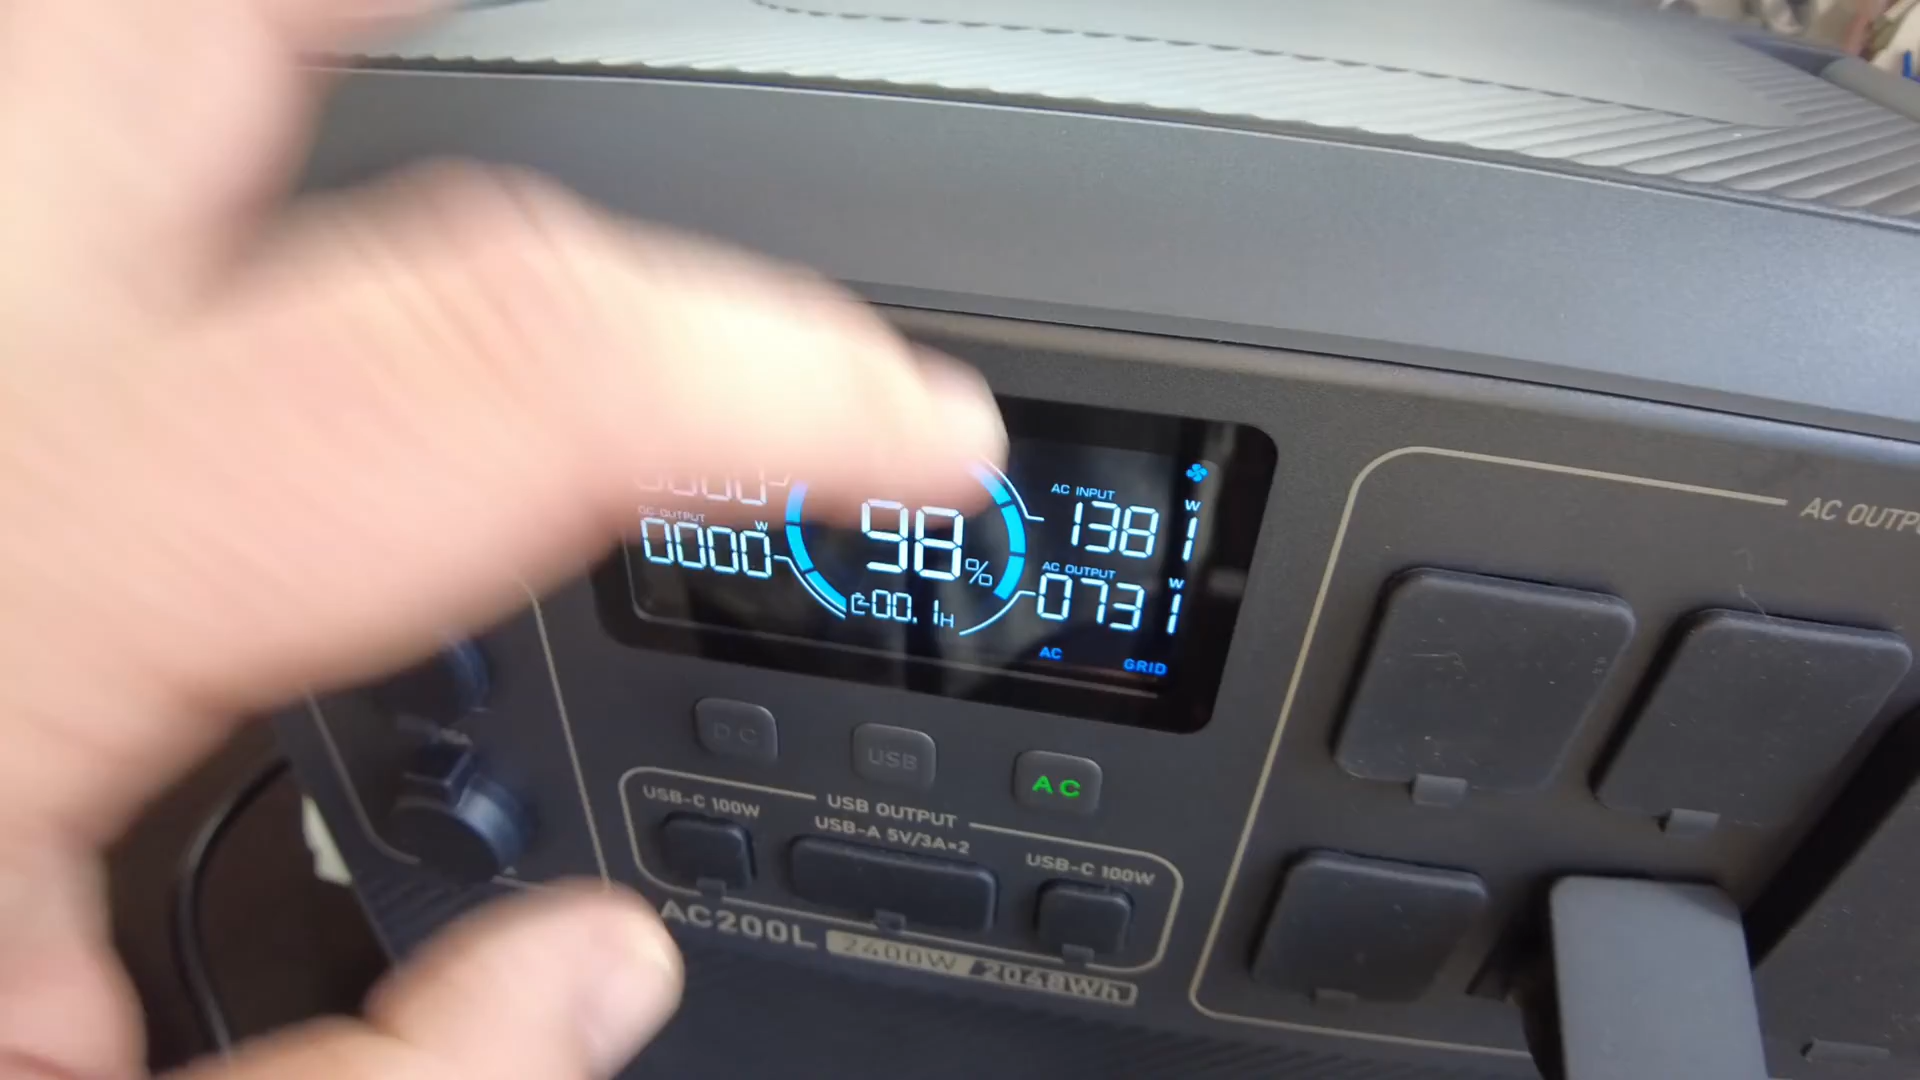 0000
DC OUTPUT
W
0000
98%
00.1H
AC INPUT
W
1381
AC OUTPUT
W
0731
AC
GRID
AC OUTP
DC
USB
AC
USB OUTPUT
USB-C 100W
USB-A 5V/3A×2
USB-C 100W
AC200L 2400W / 2048Wh